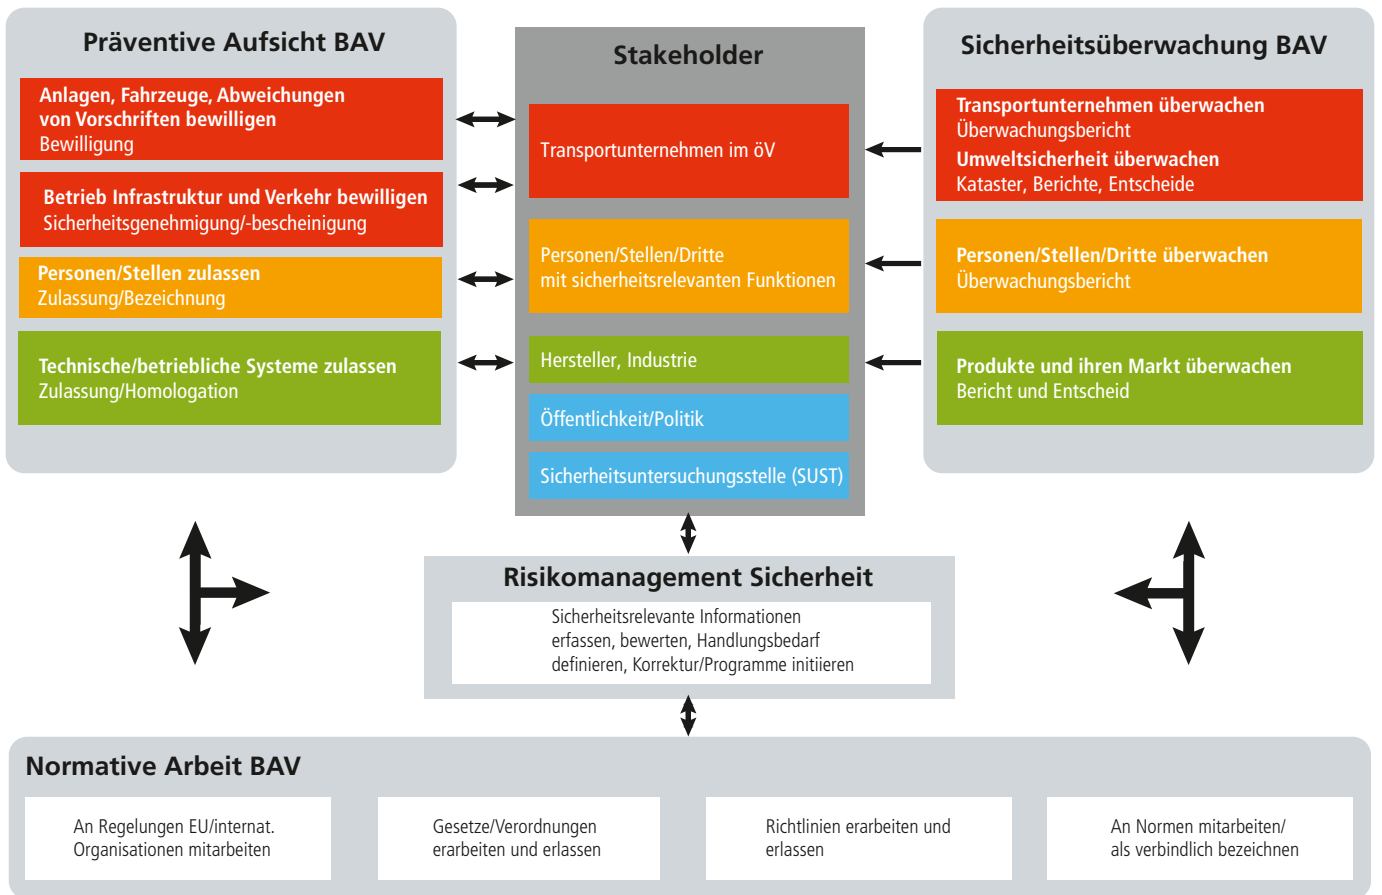 Präventive Aufsicht BAV
Anlagen, Fahrzeuge, Abweichungen
von Vorschriften bewilligen
Bewilligung
Betrieb Infrastruktur und Verkehr bewilligen
Sicherheitsgenehmigung/-bescheinigung
Personen/Stellen zulassen
Zulassung/Bezeichnung
Technische/betriebliche Systeme zulassen
Zulassung/Homologation
Stakeholder
Transportunternehmen im öV
Personen/Stellen/Dritte
mit sicherheitsrelevanten Funktionen
Hersteller, Industrie
Öffentlichkeit/Politik
Sicherheitsuntersuchungsstelle (SUST)
Sicherheitsüberwachung BAV
Transportunternehmen überwachen
Überwachungsbericht
Umweltsicherheit überwachen
Kataster, Berichte, Entscheide
Personen/Stellen/Dritte überwachen
Überwachungsbericht
Produkte und ihren Markt überwachen
Bericht und Entscheid
Risikomanagement Sicherheit
Sicherheitsrelevante Informationen
erfassen, bewerten, Handlungsbedarf
definieren, Korrektur/Programme initiieren
Normative Arbeit BAV
An Regelungen EU/internat.
Organisationen mitarbeiten
Gesetze/Verordnungen
erarbeiten und erlassen
Richtlinien erarbeiten und
erlassen
An Normen mitarbeiten/
als verbindlich bezeichnen